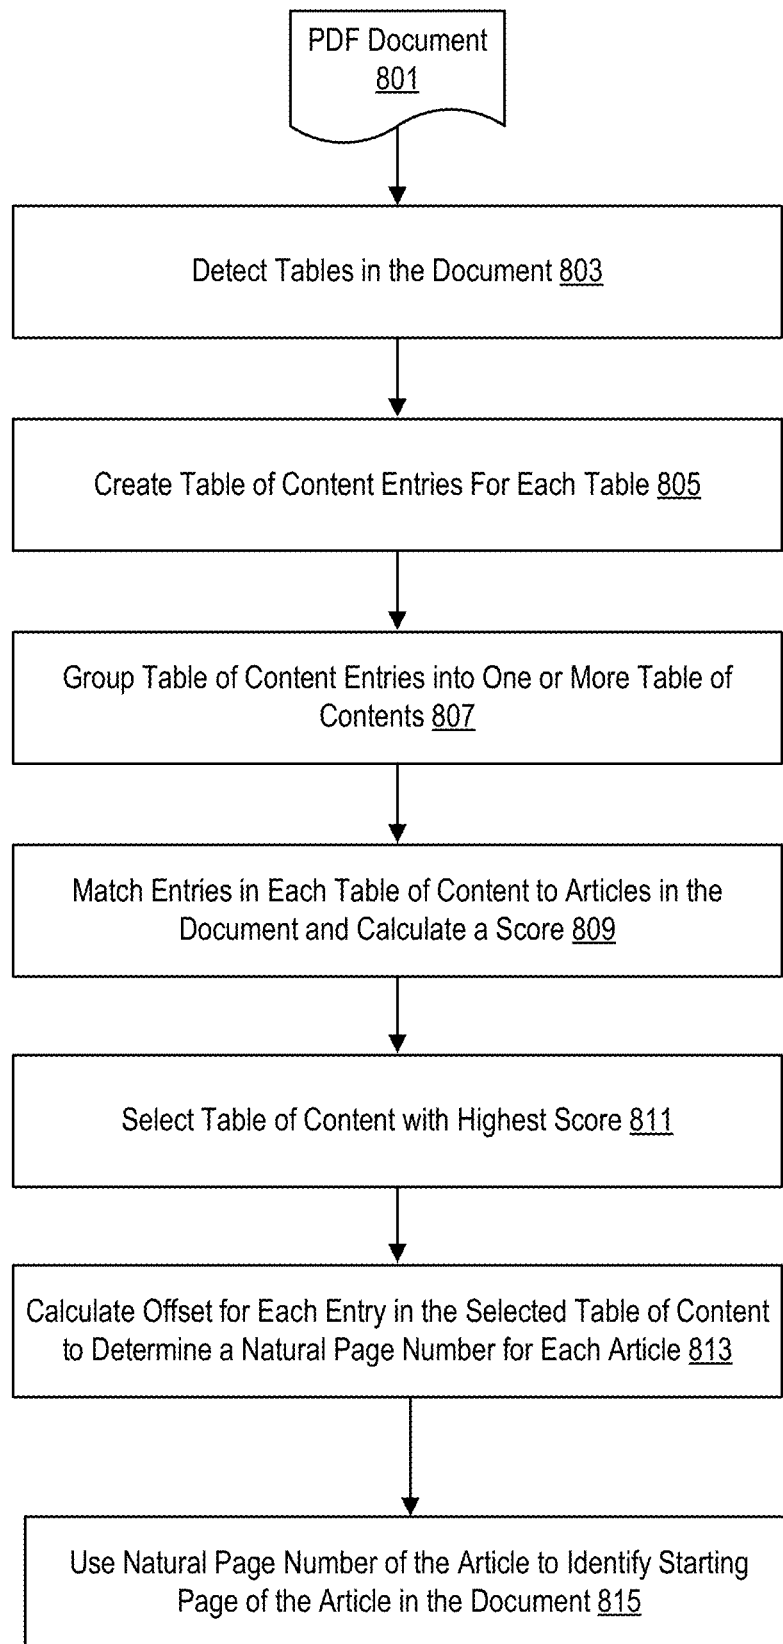 PDF Document
801
Detect Tables in the Document 803
Create Table of Content Entries For Each Table 805
Group Table of Content Entries into One or More Table of
Contents 807
Match Entries in Each Table of Content to Articles in the
Document and Calculate a Score 809
Select Table of Content with Highest Score 811
Calculate Offset for Each Entry in the Selected Table of Content
to Determine a Natural Page Number for Each Article 813
Use Natural Page Number of the Article to Identify Starting
Page of the Article in the Document 815